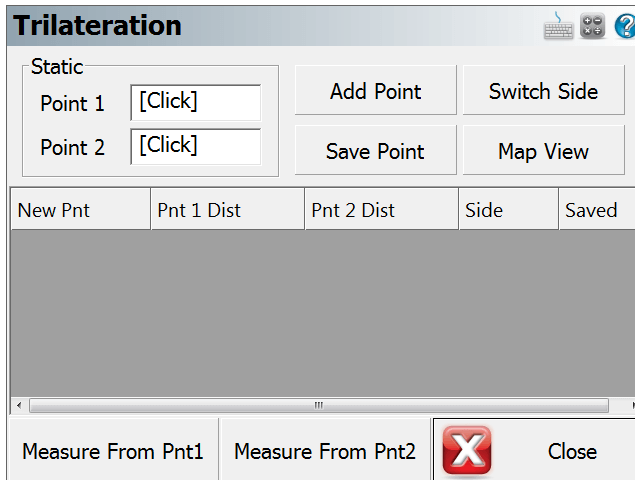 Trilateration
Static
Point 1 [Click]
Point 2 [Click]
Add Point
Switch Side
Save Point
Map View
New Pnt Pnt 1 Dist Pnt 2 Dist Side Saved
Measure From Pnt1
Measure From Pnt2
Close